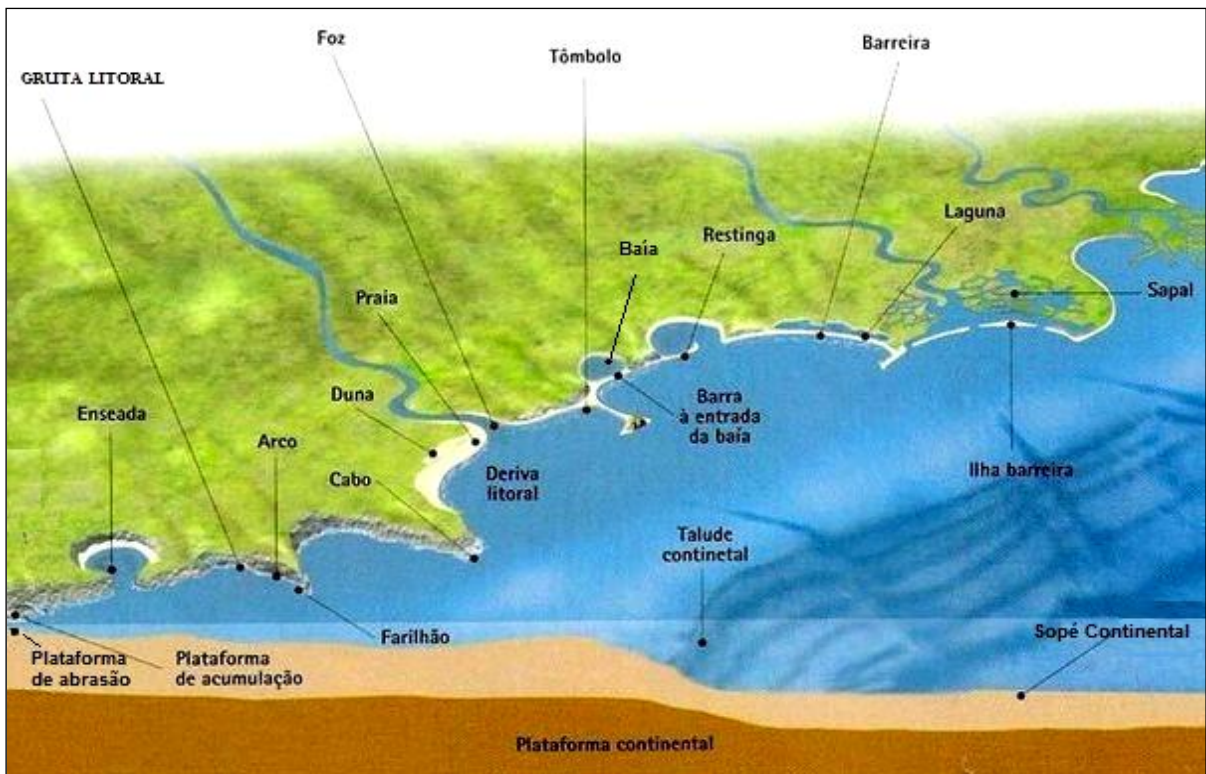 Foz
Tômbolo
Barreira
GRUTA LITORAL
Laguna
Baía
Restinga
Praia
Sapal
Duna
Enseada
Barra
à entrada
da baía
Arco
Cabo
Deriva
litoral
Ilha barreira
Talude
continetal
Farilhão
Sopé Continental
Plataforma
de abrasão
Plataforma
de acumulação
Plataforma continental